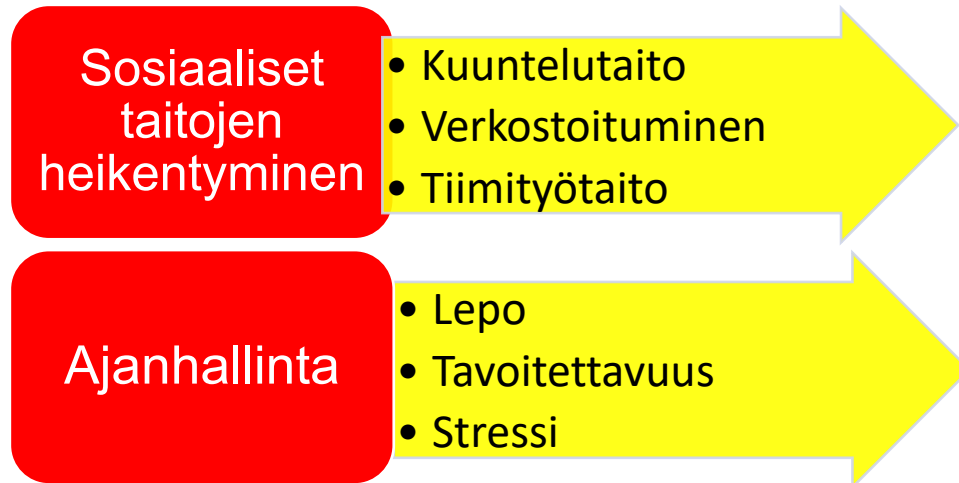 Sosiaaliset
taitojen
heikentyminen
• Kuuntelutaito
• Verkostoituminen
• Tiimityötaito
Ajanhallinta
• Lepo
• Tavoitettavuus
• Stressi